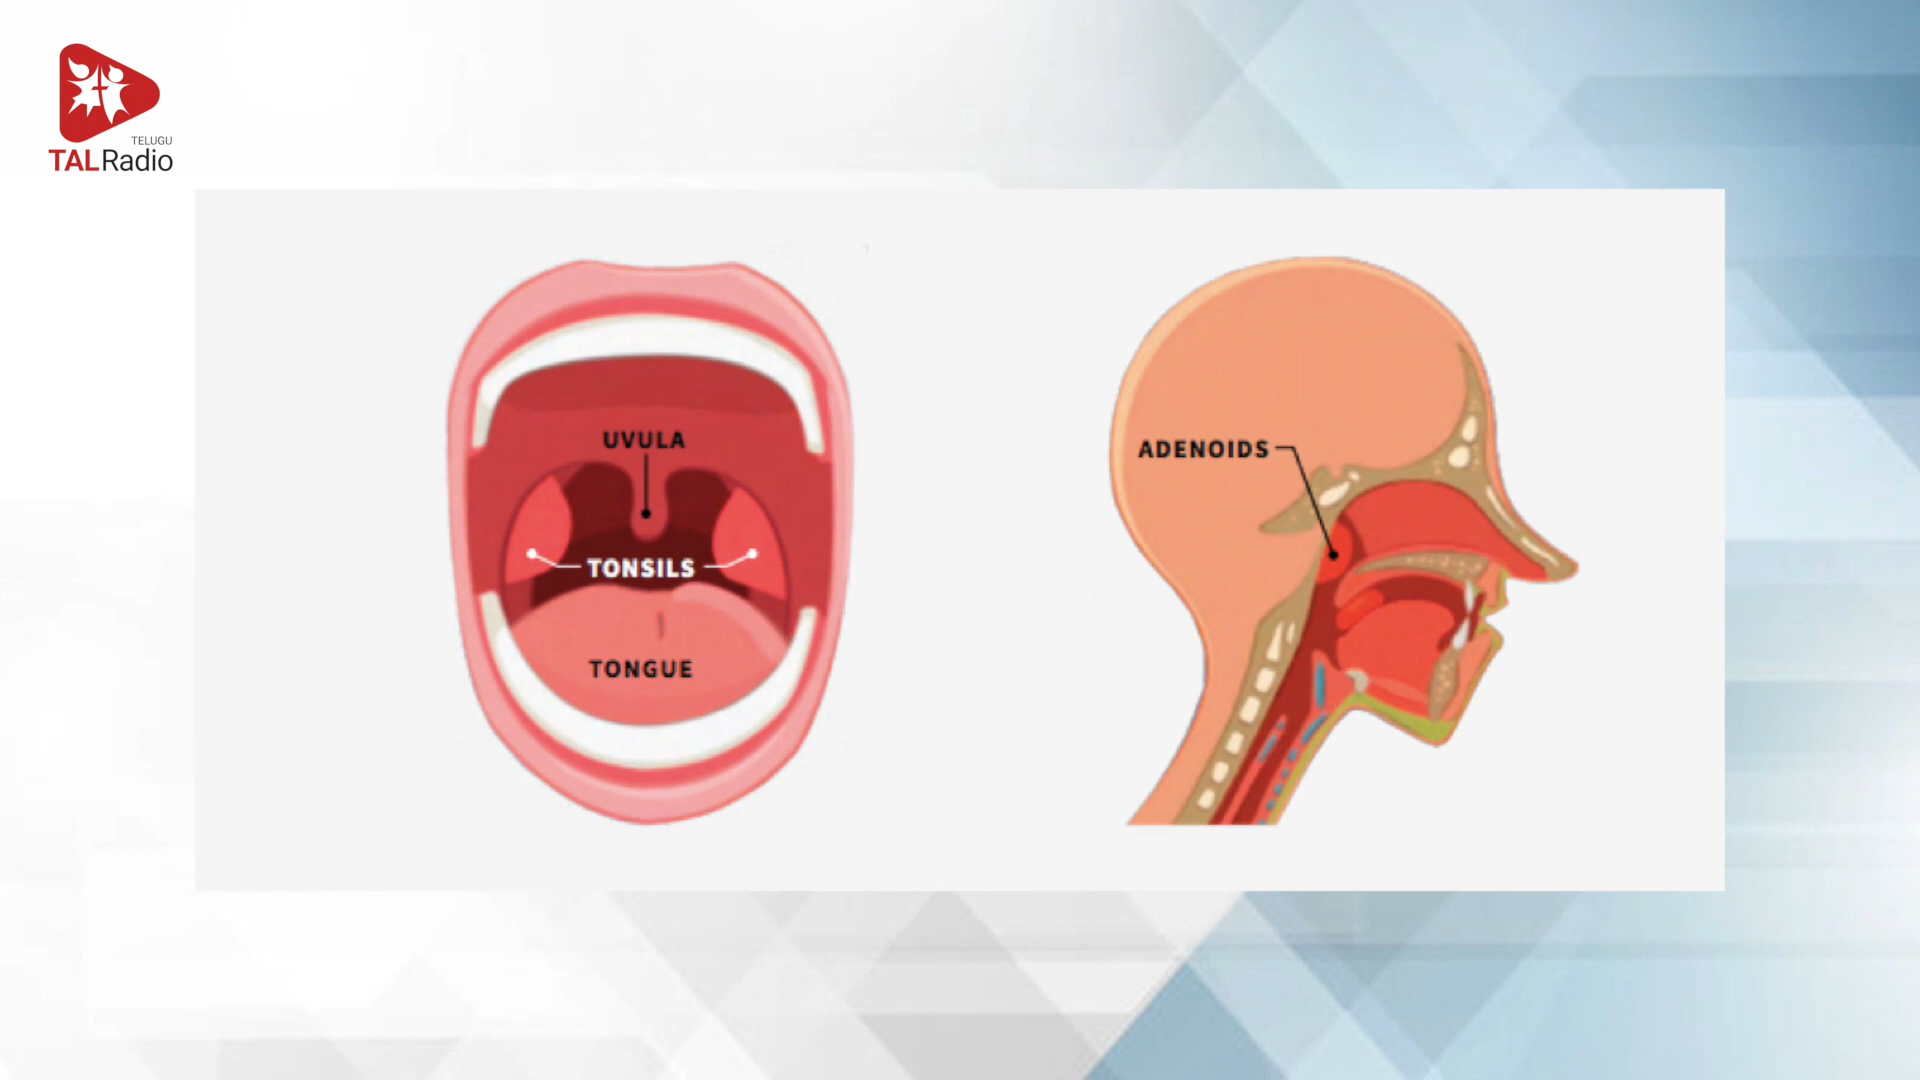 TELUGU
TALRadio
UVULA
TONSILS
TONGUE
ADENOIDS